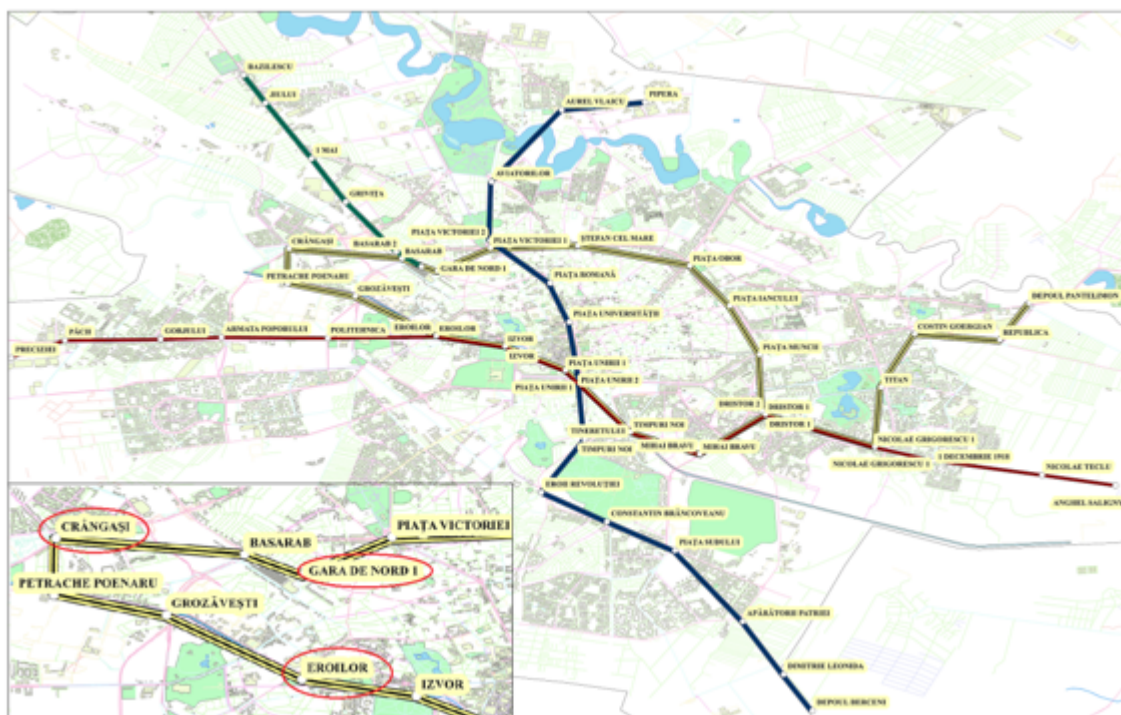 BAZILESCU
JIULUI
1 MAI
GRIVIȚA
BASARAB 2
BASARAB
AUREL VLAICU
PIPERA
AVIATORILOR
PIAȚA VICTORIEI 2
PIAȚA VICTORIEI 1
ȘTEFAN CEL MARE
CRÂNGAȘI
GARA DE NORD 1
PIAȚA OBOR
PETRACHE POENARU
GROZĂVEȘTI
PIAȚA ROMANĂ
PIAȚA IANCULUI
DEPOUL PANTELIMON
PIAȚA UNIVERSITĂȚII
COSTIN GOERGIAN
REPUBLICA
PRECIZIEI
PĂCII
GORJULUI
ARMATA POPORULUI
POLITEHNICA
EROILOR
EROILOR
IZVOR
IZVOR
PIAȚA MUNCII
PIAȚA UNIRII 1
PIAȚA UNIRII 1
PIAȚA UNIRII 2
TITAN
DRISTOR 2
DRISTOR 1
DRISTOR 1
TINERETULUI
TIMPURI NOI
TIMPURI NOI
MIHAI BRAVU
MIHAI BRAVU
NICOLAE GRIGORESCU 1
NICOLAE GRIGORESCU 1
1 DECEMBRIE 1918
NICOLAE TECLU
ANGHEL SALIGNY
EROII REVOLUȚIEI
CONSTANTIN BRÂNCOVEANU
PIAȚA SUDULUI
APĂRĂTORII PATRIEI
DIMITRIE LEONIDA
DEPOUL BERCENI
CRÂNGAȘI
BASARAB
PIAȚA VICTORIEI
GARA DE NORD 1
PETRACHE POENARU
GROZĂVEȘTI
EROILOR
IZVOR